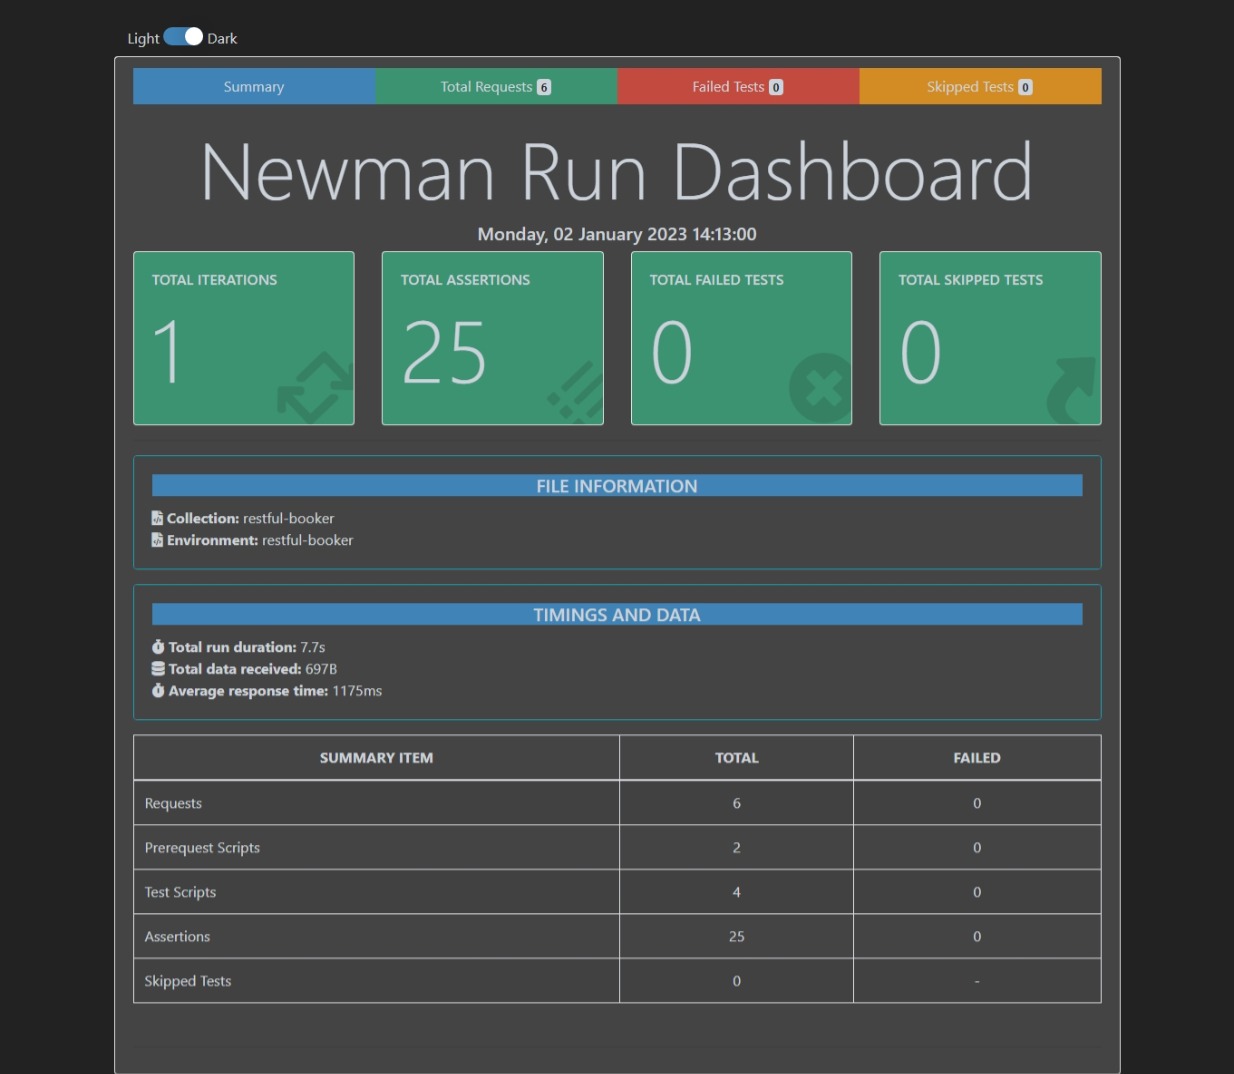 Light Dark
Summary Total Requests 6 Failed Tests 0 Skipped Tests 0
Newman Run Dashboard
Monday, 02 January 2023 14:13:00
TOTAL ITERATIONS TOTAL ASSERTIONS TOTAL FAILED TESTS TOTAL SKIPPED TESTS
1 25 0 0
FILE INFORMATION
Collection: restful-booker
Environment: restful-booker
TIMINGS AND DATA
Total run duration: 7.7s
Total data received: 697B
Average response time: 1175ms
SUMMARY ITEM TOTAL FAILED
Requests 6 0
Prerequest Scripts 2 0
Test Scripts 4 0
Assertions 25 0
Skipped Tests 0 -